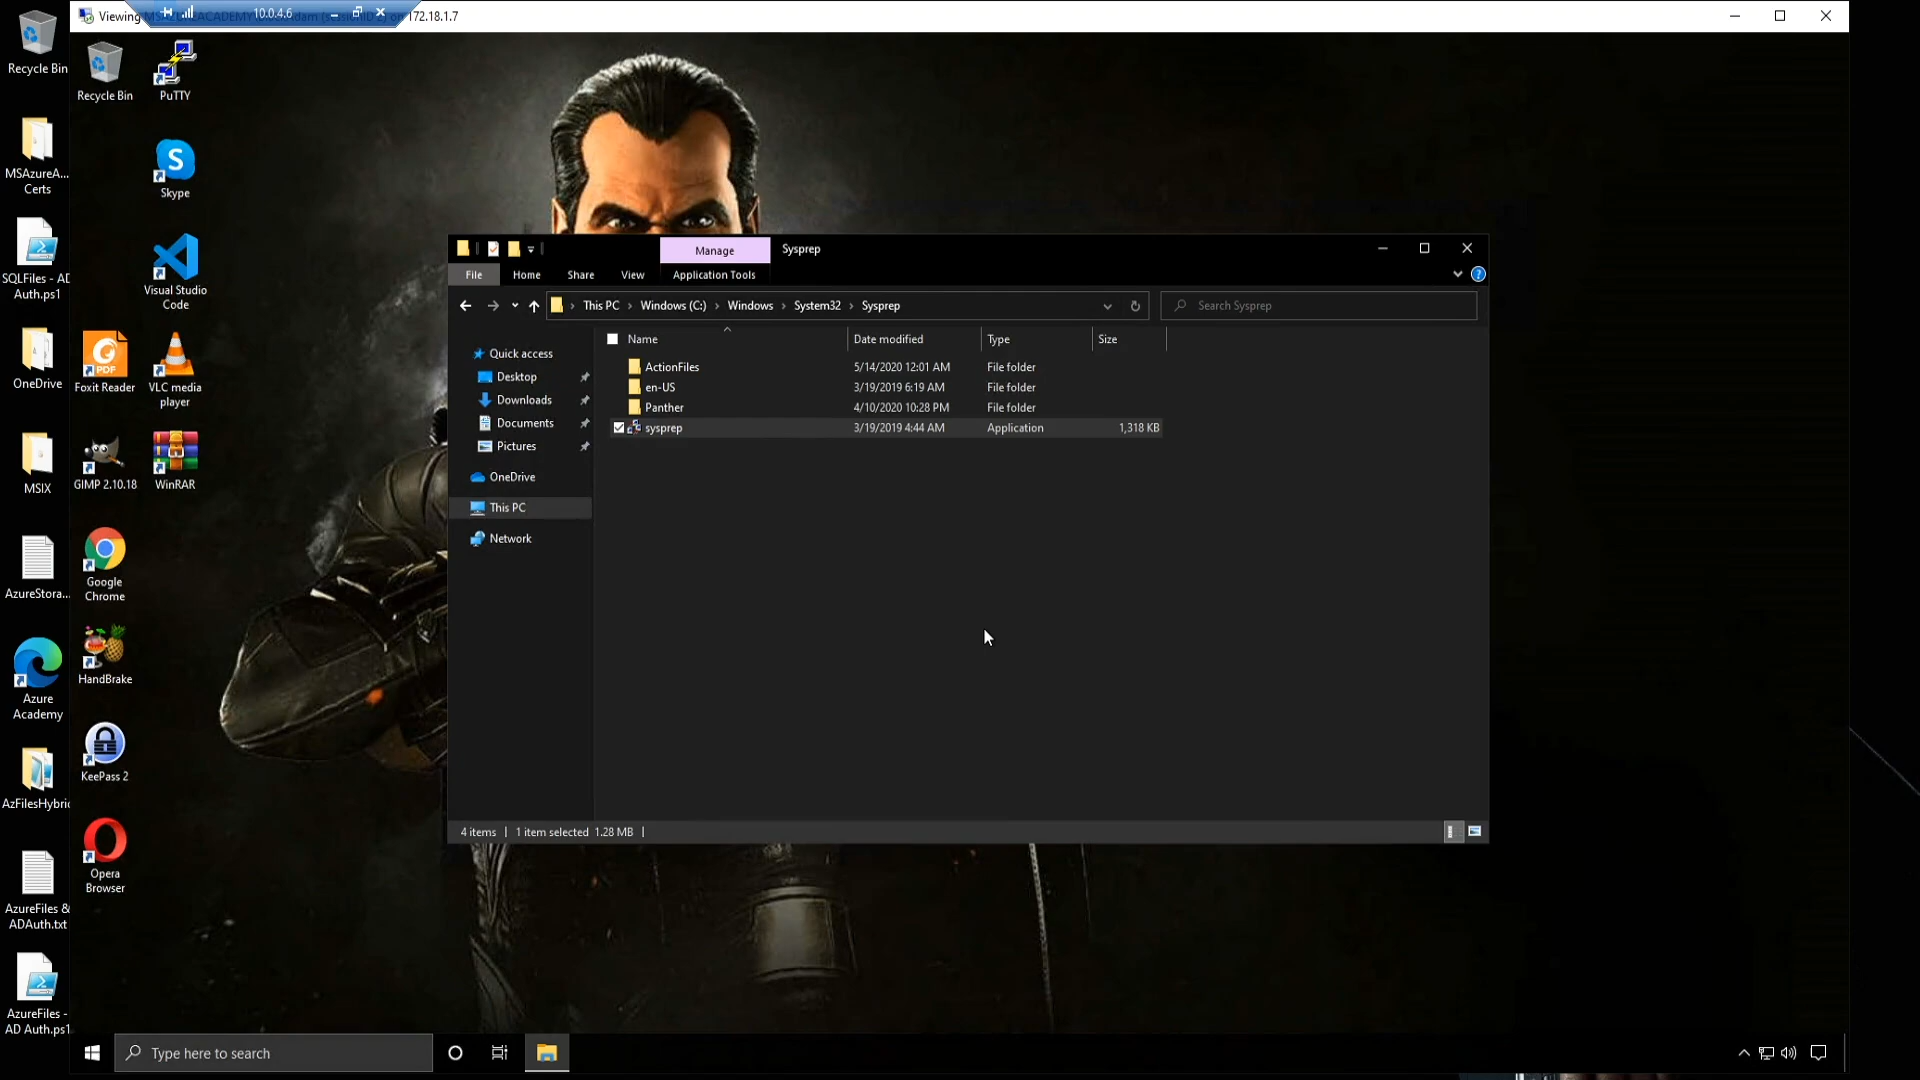 Viewing
10.0.4.6
on 172.18.1.7
Recycle Bin
MSAzureA...
Certs
SQLFiles - AD
Auth.ps1
OneDrive
MSIX
AzureStora...
Azure
Academy
AzFilesHybri
AzureFiles &
ADAuth.txt
AzureFiles -
AD Auth.ps1
Recycle Bin
PuTTY
Skype
Visual Studio
Code
Foxit Reader
VLC media
player
GIMP 2.10.18
WinRAR
Google
Chrome
HandBrake
KeePass 2
Opera
Browser
Manage
Sysprep
File
Home
Share
View
Application Tools
This PC > Windows (C:) > Windows > System32 > Sysprep
Search Sysprep
Quick access
Desktop
Downloads
Documents
Pictures
OneDrive
This PC
Network
Name Date modified Type Size
ActionFiles 5/14/2020 12:01 AM File folder
en-US 3/19/2019 6:19 AM File folder
Panther 4/10/2020 10:28 PM File folder
sysprep 3/19/2019 4:44 AM Application 1,318 KB
4 items
1 item selected 1.28 MB
Type here to search